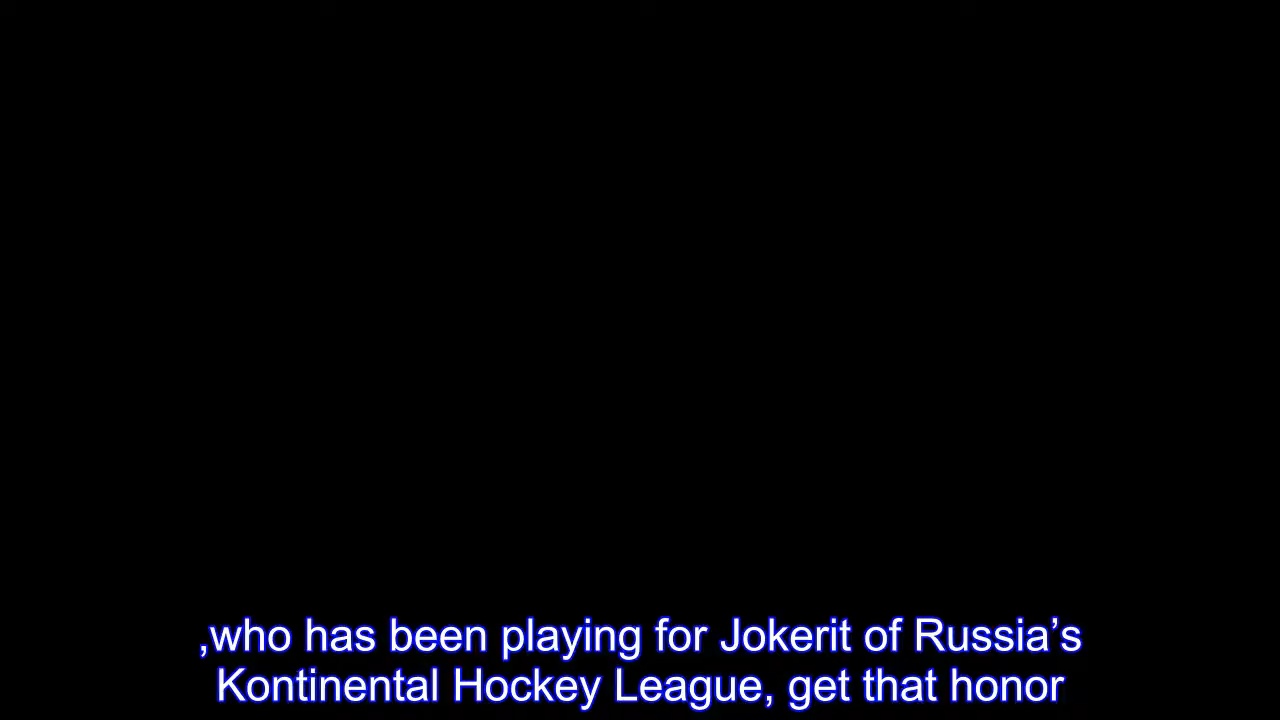 ,who has been playing for Jokerit of Russia’s
Kontinental Hockey League, get that honor